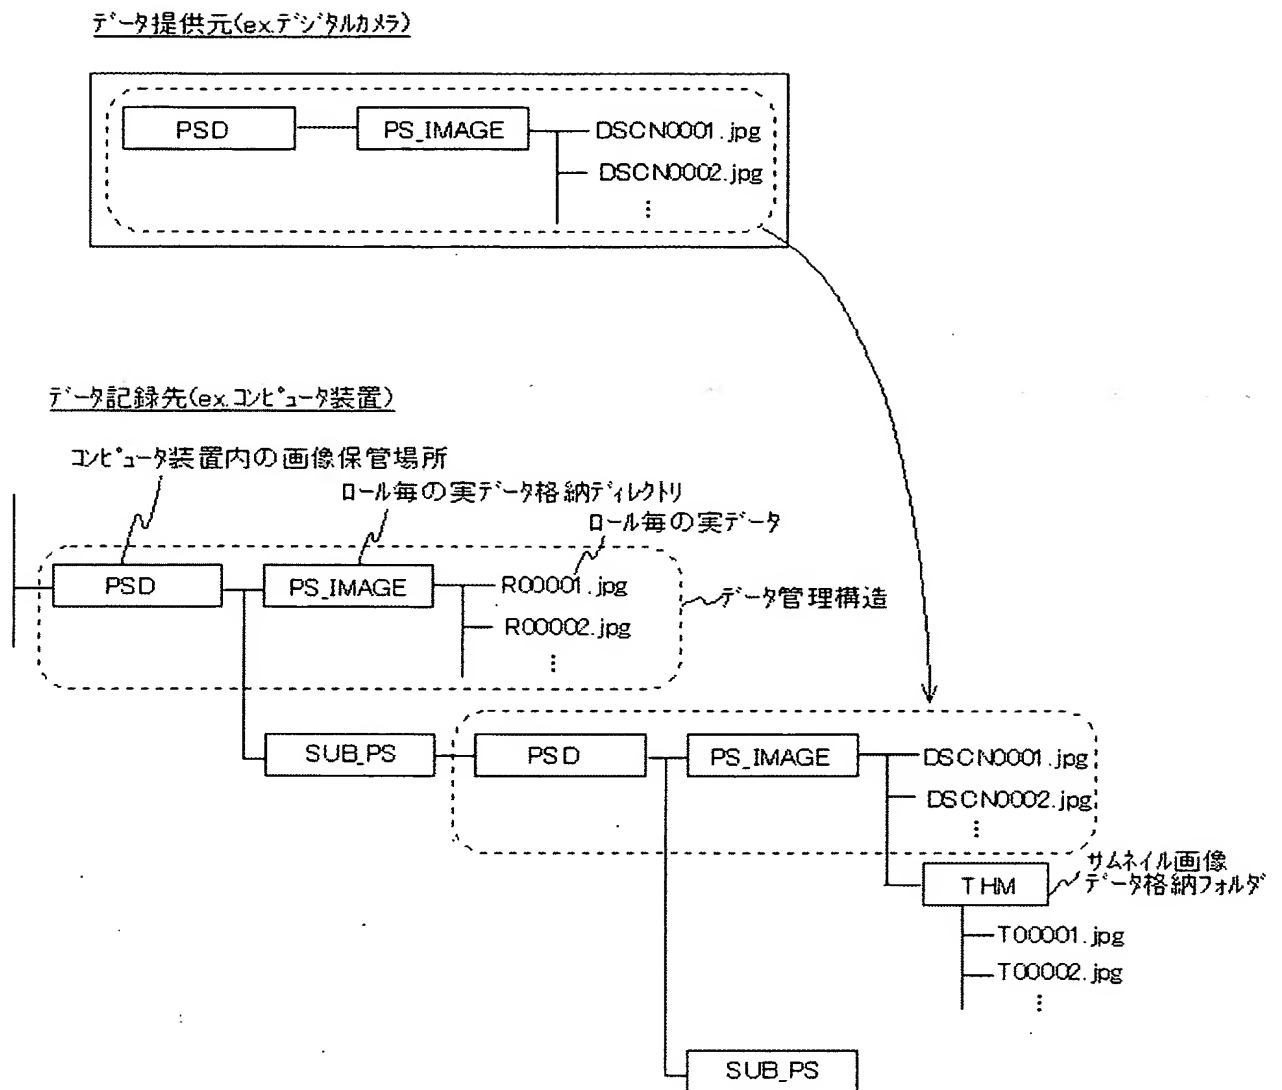 データ提供元(ex.デジタルカメラ)
PSD
PS_IMAGE
DSCN0001.jpg
DSCN0002.jpg
⋮
データ記録先(ex.コンピュータ装置)
コンピュータ装置内の画像保管場所
ロール毎の実データ格納ディレクトリ
ロール毎の実データ
PSD
PS_IMAGE
R00001.jpg
データ管理構造
R00002.jpg
⋮
SUB_PS
PSD
PS_IMAGE
DSCN0001.jpg
DSCN0002.jpg
⋮
THM
サムネイル画像
データ格納フォルダ
T00001.jpg
T00002.jpg
⋮
SUB_PS